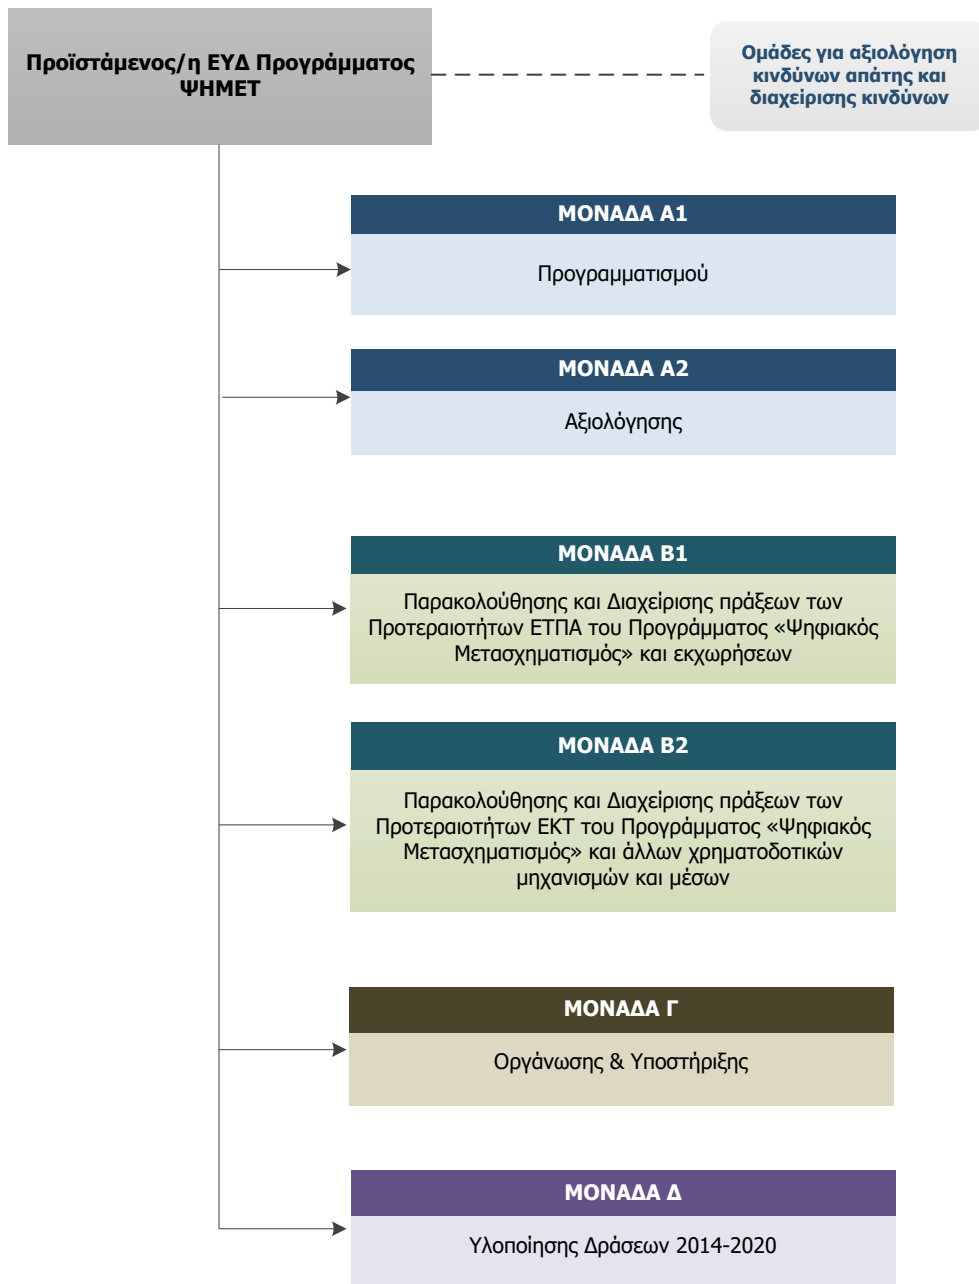 Προϊστάμενος/η ΕΥΔ Προγράμματος
ΨΗΜΕΤ
Ομάδες για αξιολόγηση
κινδύνων απάτης και
διαχείρισης κινδύνων
ΜΟΝΑΔΑ Α1
Προγραμματισμού
ΜΟΝΑΔΑ Α2
Αξιολόγησης
ΜΟΝΑΔΑ Β1
Παρακολούθησης και Διαχείρισης πράξεων των
Προτεραιοτήτων ΕΤΠΑ του Προγράμματος «Ψηφιακός
Μετασχηματισμός» και εκχωρήσεων
ΜΟΝΑΔΑ Β2
Παρακολούθησης και Διαχείρισης πράξεων των
Προτεραιοτήτων ΕΚΤ του Προγράμματος «Ψηφιακός
Μετασχηματισμός» και άλλων χρηματοδοτικών
μηχανισμών και μέσων
ΜΟΝΑΔΑ Γ
Οργάνωσης & Υποστήριξης
ΜΟΝΑΔΑ Δ
Υλοποίησης Δράσεων 2014-2020